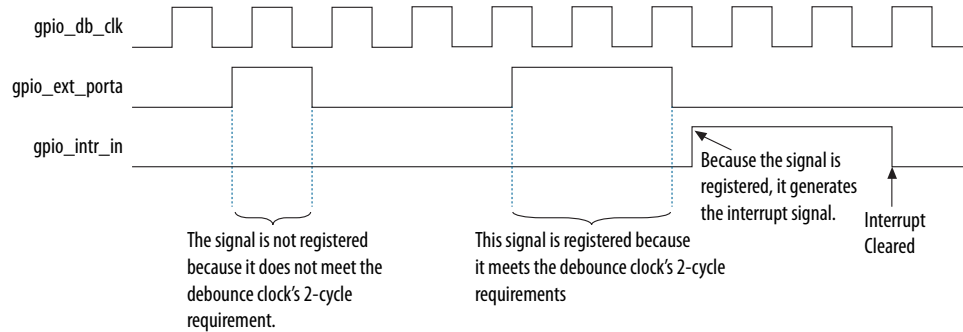 gpio_db_clk
gpio_ext_porta
gpio_intr_in
Because the signal is
registered, it generates
the interrupt signal.
Interrupt
Cleared
The signal is not registered
because it does not meet the
debounce clock's 2-cycle
requirement.
This signal is registered because
it meets the debounce clock's 2-cycle
requirements